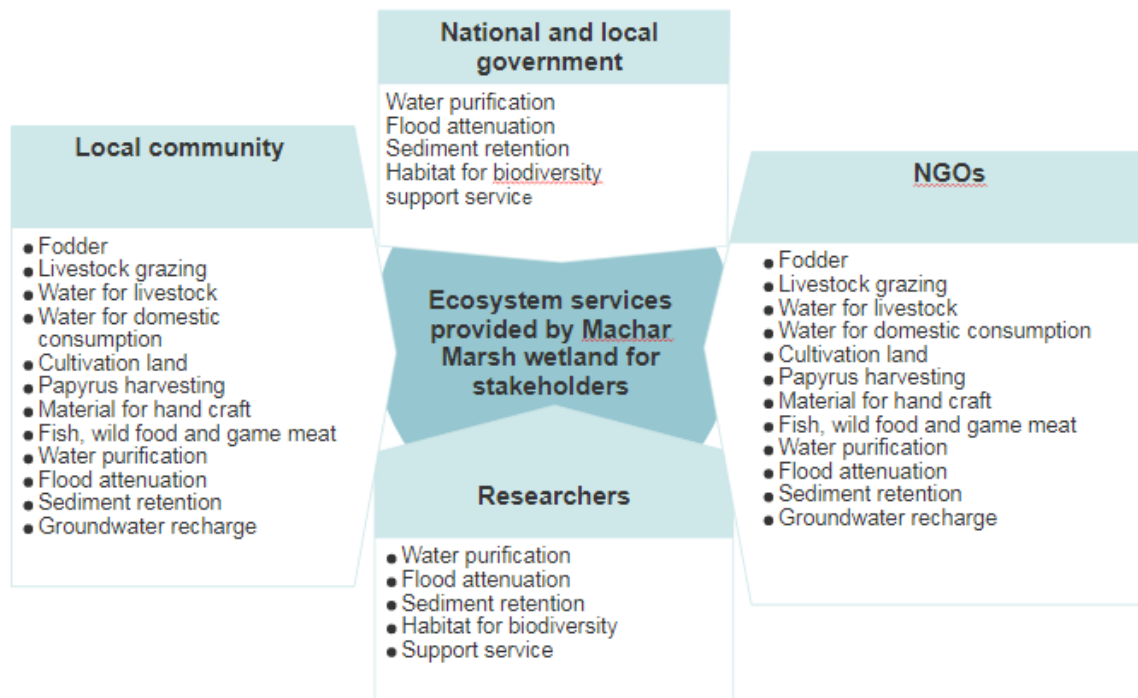 National and local
government
Water purification
Flood attenuation
Sediment retention
Habitat for biodiversity
support service
Local community
● Fodder
● Livestock grazing
● Water for livestock
● Water for domestic
consumption
● Cultivation land
● Papyrus harvesting
● Material for hand craft
● Fish, wild food and game meat
● Water purification
● Flood attenuation
● Sediment retention
● Groundwater recharge
Ecosystem services
provided by Machar
Marsh wetland for
stakeholders
NGOs
● Fodder
● Livestock grazing
● Water for livestock
● Water for domestic consumption
● Cultivation land
● Papyrus harvesting
● Material for hand craft
● Fish, wild food and game meat
● Water purification
● Flood attenuation
● Sediment retention
● Groundwater recharge
Researchers
● Water purification
● Flood attenuation
● Sediment retention
● Habitat for biodiversity
● Support service